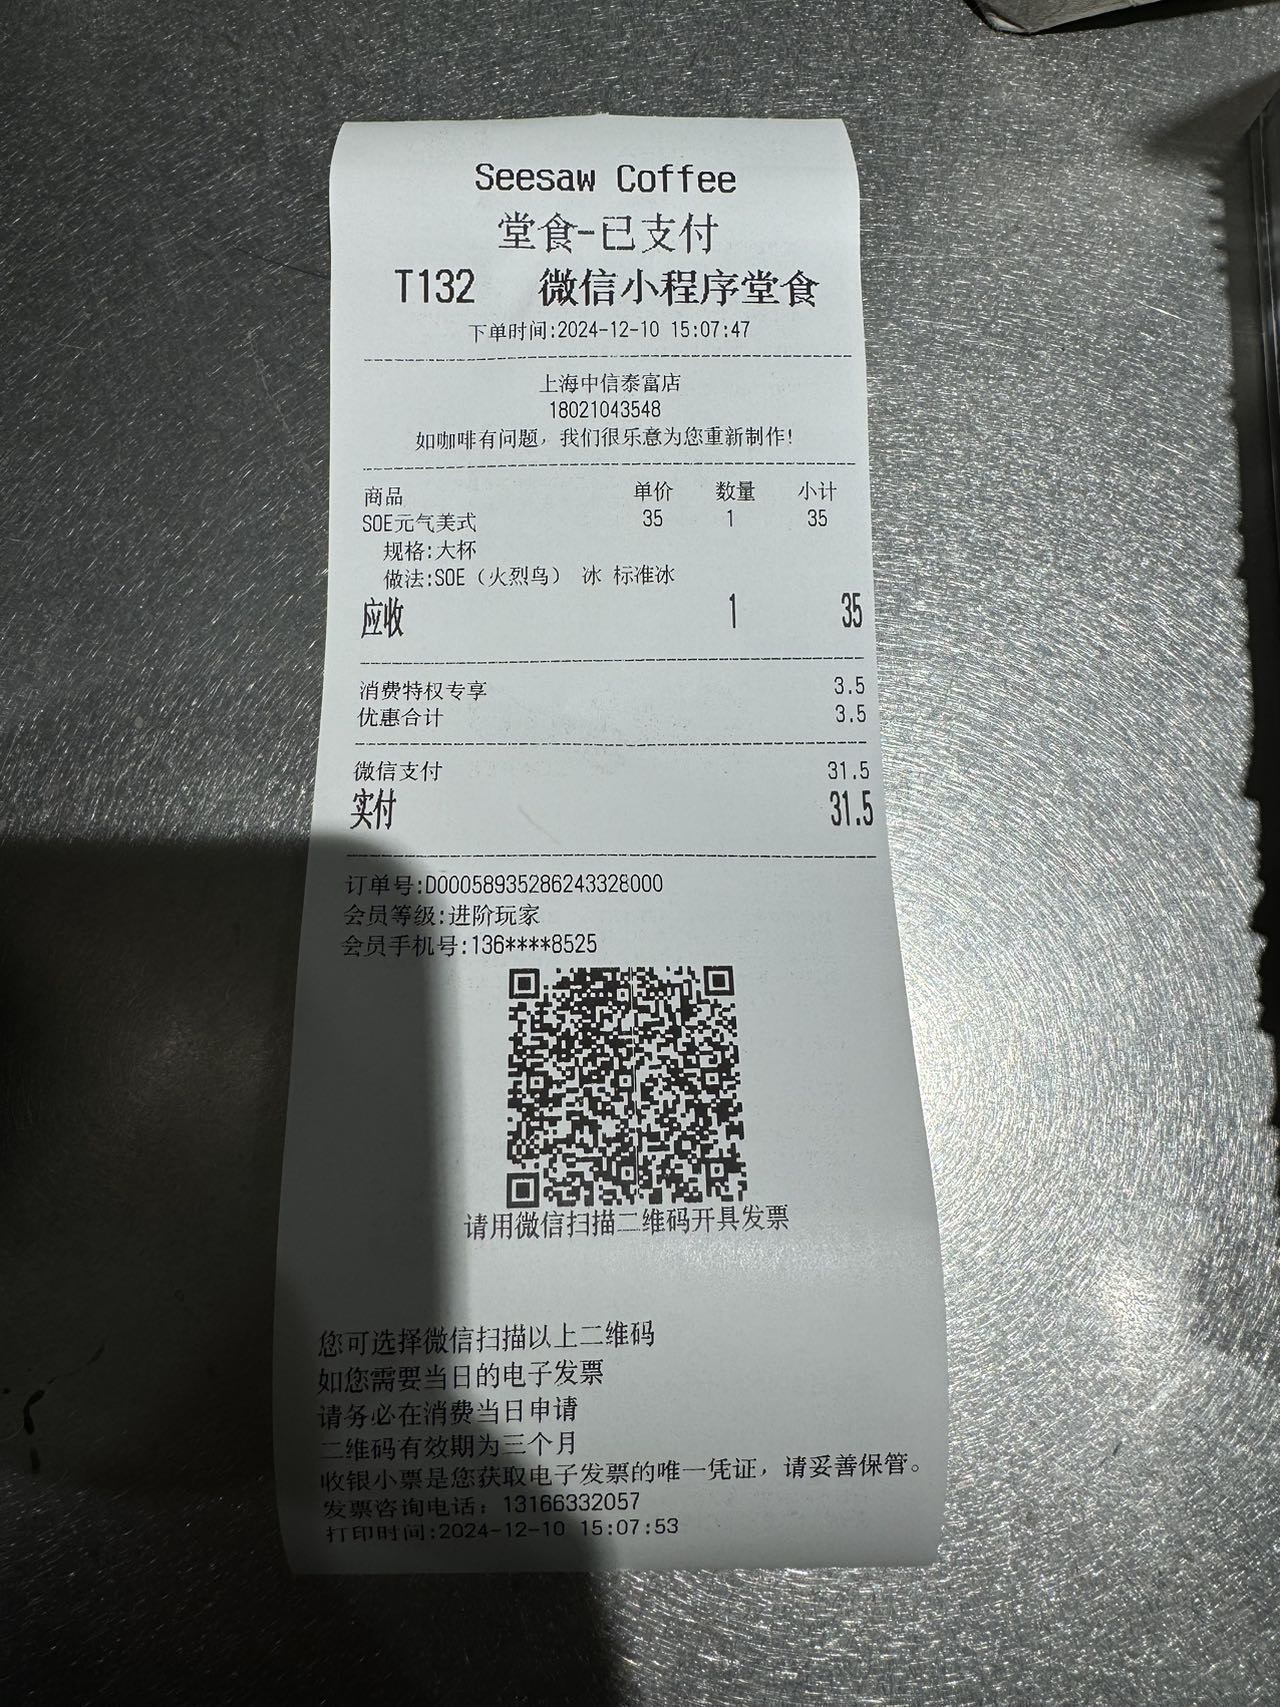 Seesaw Coffee
堂食-已支付
T132 微信小程序堂食
下单时间:2024-12-10 15:07:47
上海中信泰富店
18021043548
如咖啡有问题，我们很乐意为您重新制作!
商品 单价 数量 小计
SOE元气美式 35 1 35
规格:大杯
做法:SOE（火烈鸟） 冰 标准冰
应收 1 35
消费特权专享 3.5
优惠合计 3.5
微信支付 31.5
实付 31.5
订单号:D00058935286243328000
会员等级:进阶玩家
会员手机号:136****8525
请用微信扫描二维码开具发票
您可选择微信扫描以上二维码
如您需要当日的电子发票
请务必在消费当日申请
二维码有效期为三个月
收银小票是您获取电子发票的唯一凭证，请妥善保管。
发票咨询电话：13166332057
打印时间:2024-12-10 15:07:53